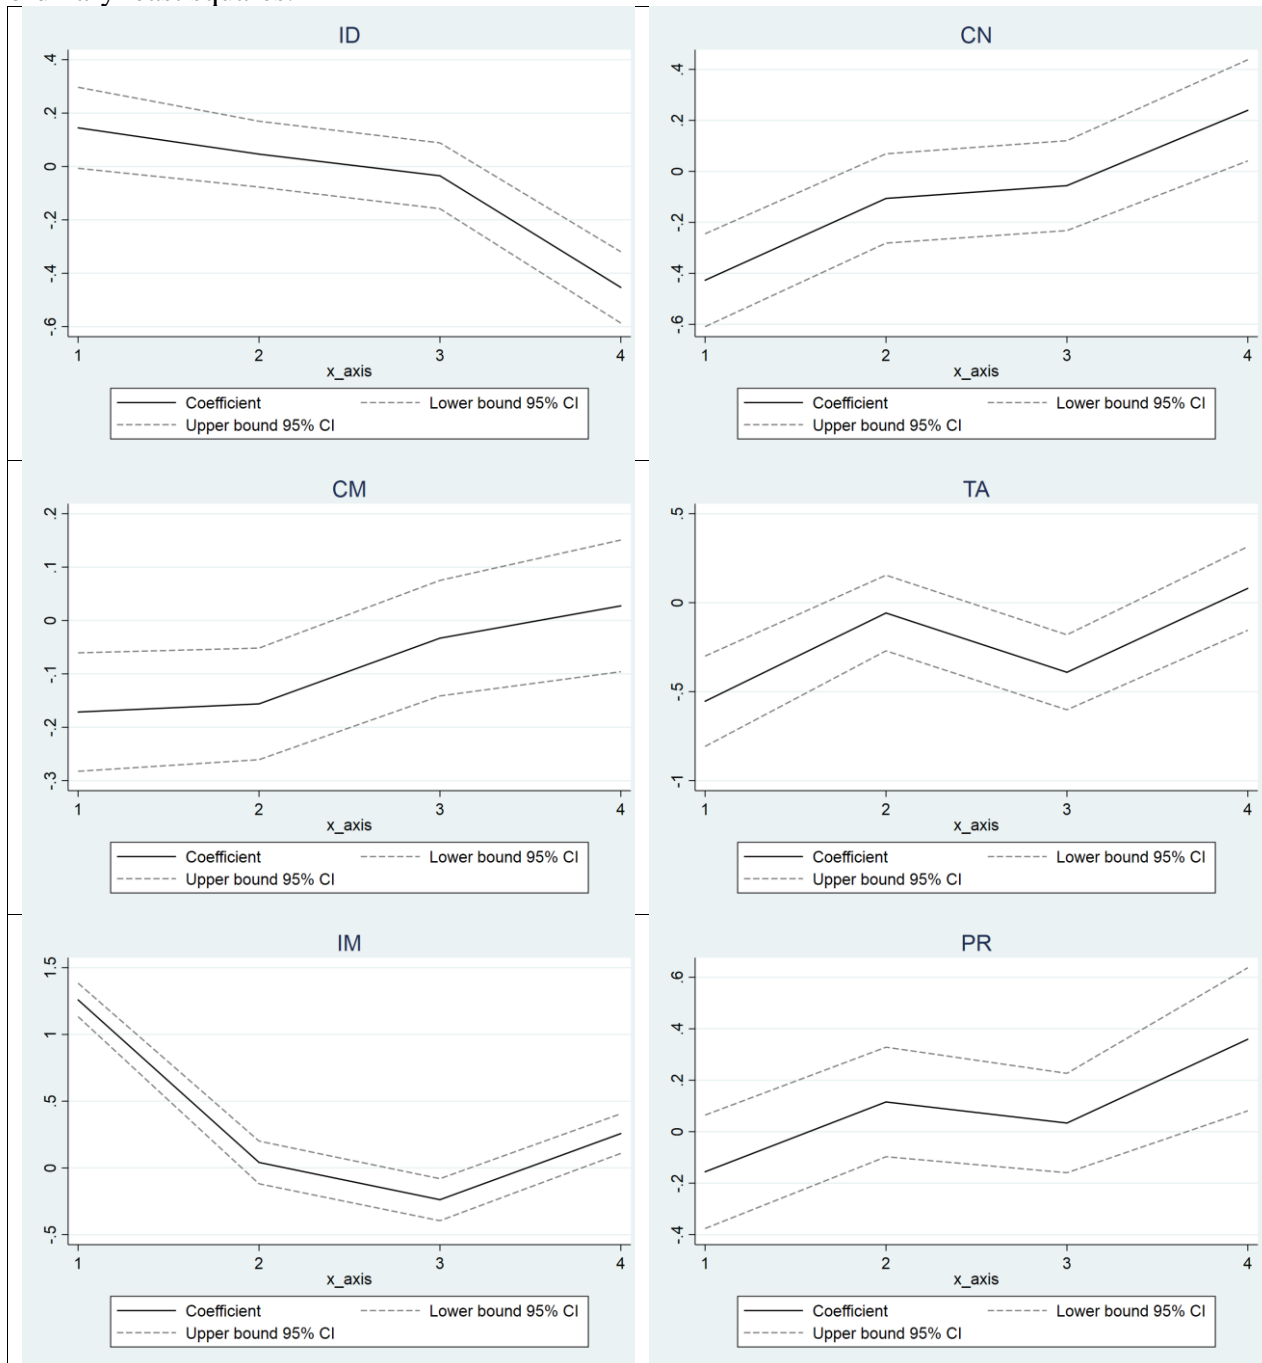 ordinary least squares.
ID
.4
.2
0
-.2
-.4
-.6
1 2 3 4
x_axis
Coefficient Lower bound 95% CI
Upper bound 95% CI
CN
.4
.2
0
-.2
-.4
-.6
1 2 3 4
x_axis
Coefficient Lower bound 95% CI
Upper bound 95% CI
CM
.2
.1
0
-.1
-.2
-.3
1 2 3 4
x_axis
Coefficient Lower bound 95% CI
Upper bound 95% CI
TA
.5
0
-.5
-1
1 2 3 4
x_axis
Coefficient Lower bound 95% CI
Upper bound 95% CI
IM
1.5
1
.5
0
-.5
1 2 3 4
x_axis
Coefficient Lower bound 95% CI
Upper bound 95% CI
PR
.6
.4
.2
0
-.2
-.4
1 2 3 4
x_axis
Coefficient Lower bound 95% CI
Upper bound 95% CI